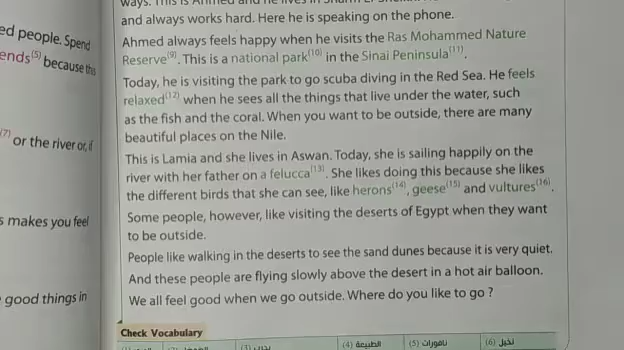 ed people. Spend
ends(5) because this
(7) or the river or, if
s makes you feel
good things in
ways. This is Ahmed and he lives in Sharm El
and always works hard. Here he is speaking on the phone.
Ahmed always feels happy when he visits the Ras Mohammed Nature
Reserve(9). This is a national park(10) in the Sinai Peninsula(11).
Today, he is visiting the park to go scuba diving in the Red Sea. He feels
relaxed(12) when he sees all the things that live under the water, such
as the fish and the coral. When you want to be outside, there are many
beautiful places on the Nile.
This is Lamia and she lives in Aswan. Today, she is sailing happily on the
river with her father on a felucca(13). She likes doing this because she likes
the different birds that she can see, like herons(14), geese(15) and vultures(16).
Some people, however, like visiting the deserts of Egypt when they want
to be outside.
People like walking in the deserts to see the sand dunes because it is very quiet.
And these people are flying slowly above the desert in a hot air balloon.
We all feel good when we go outside. Where do you like to go ?
Check Vocabulary
(4) الطبيعة (5) نافورات (6) نخيل